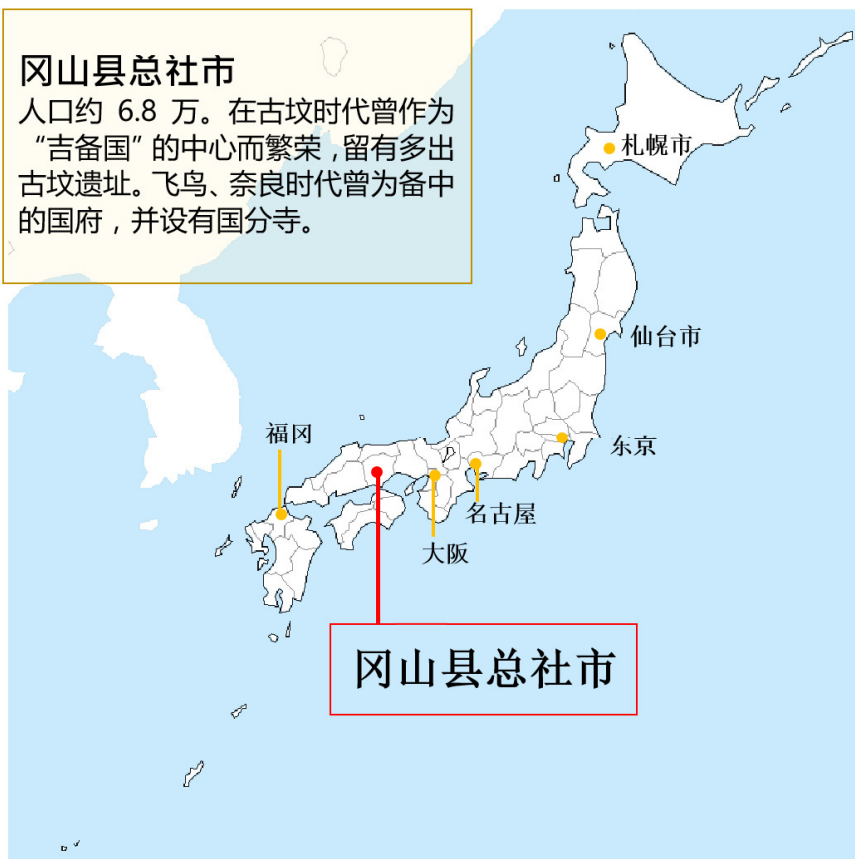 冈山县总社市
人口约 6.8 万。在古坟时代曾作为
“吉备国”的中心而繁荣，留有多出
古坟遗址。飞鸟、奈良时代曾为备中
的国府，并设有国分寺。
札幌市
仙台市
东京
福冈
名古屋
大阪
冈山县总社市